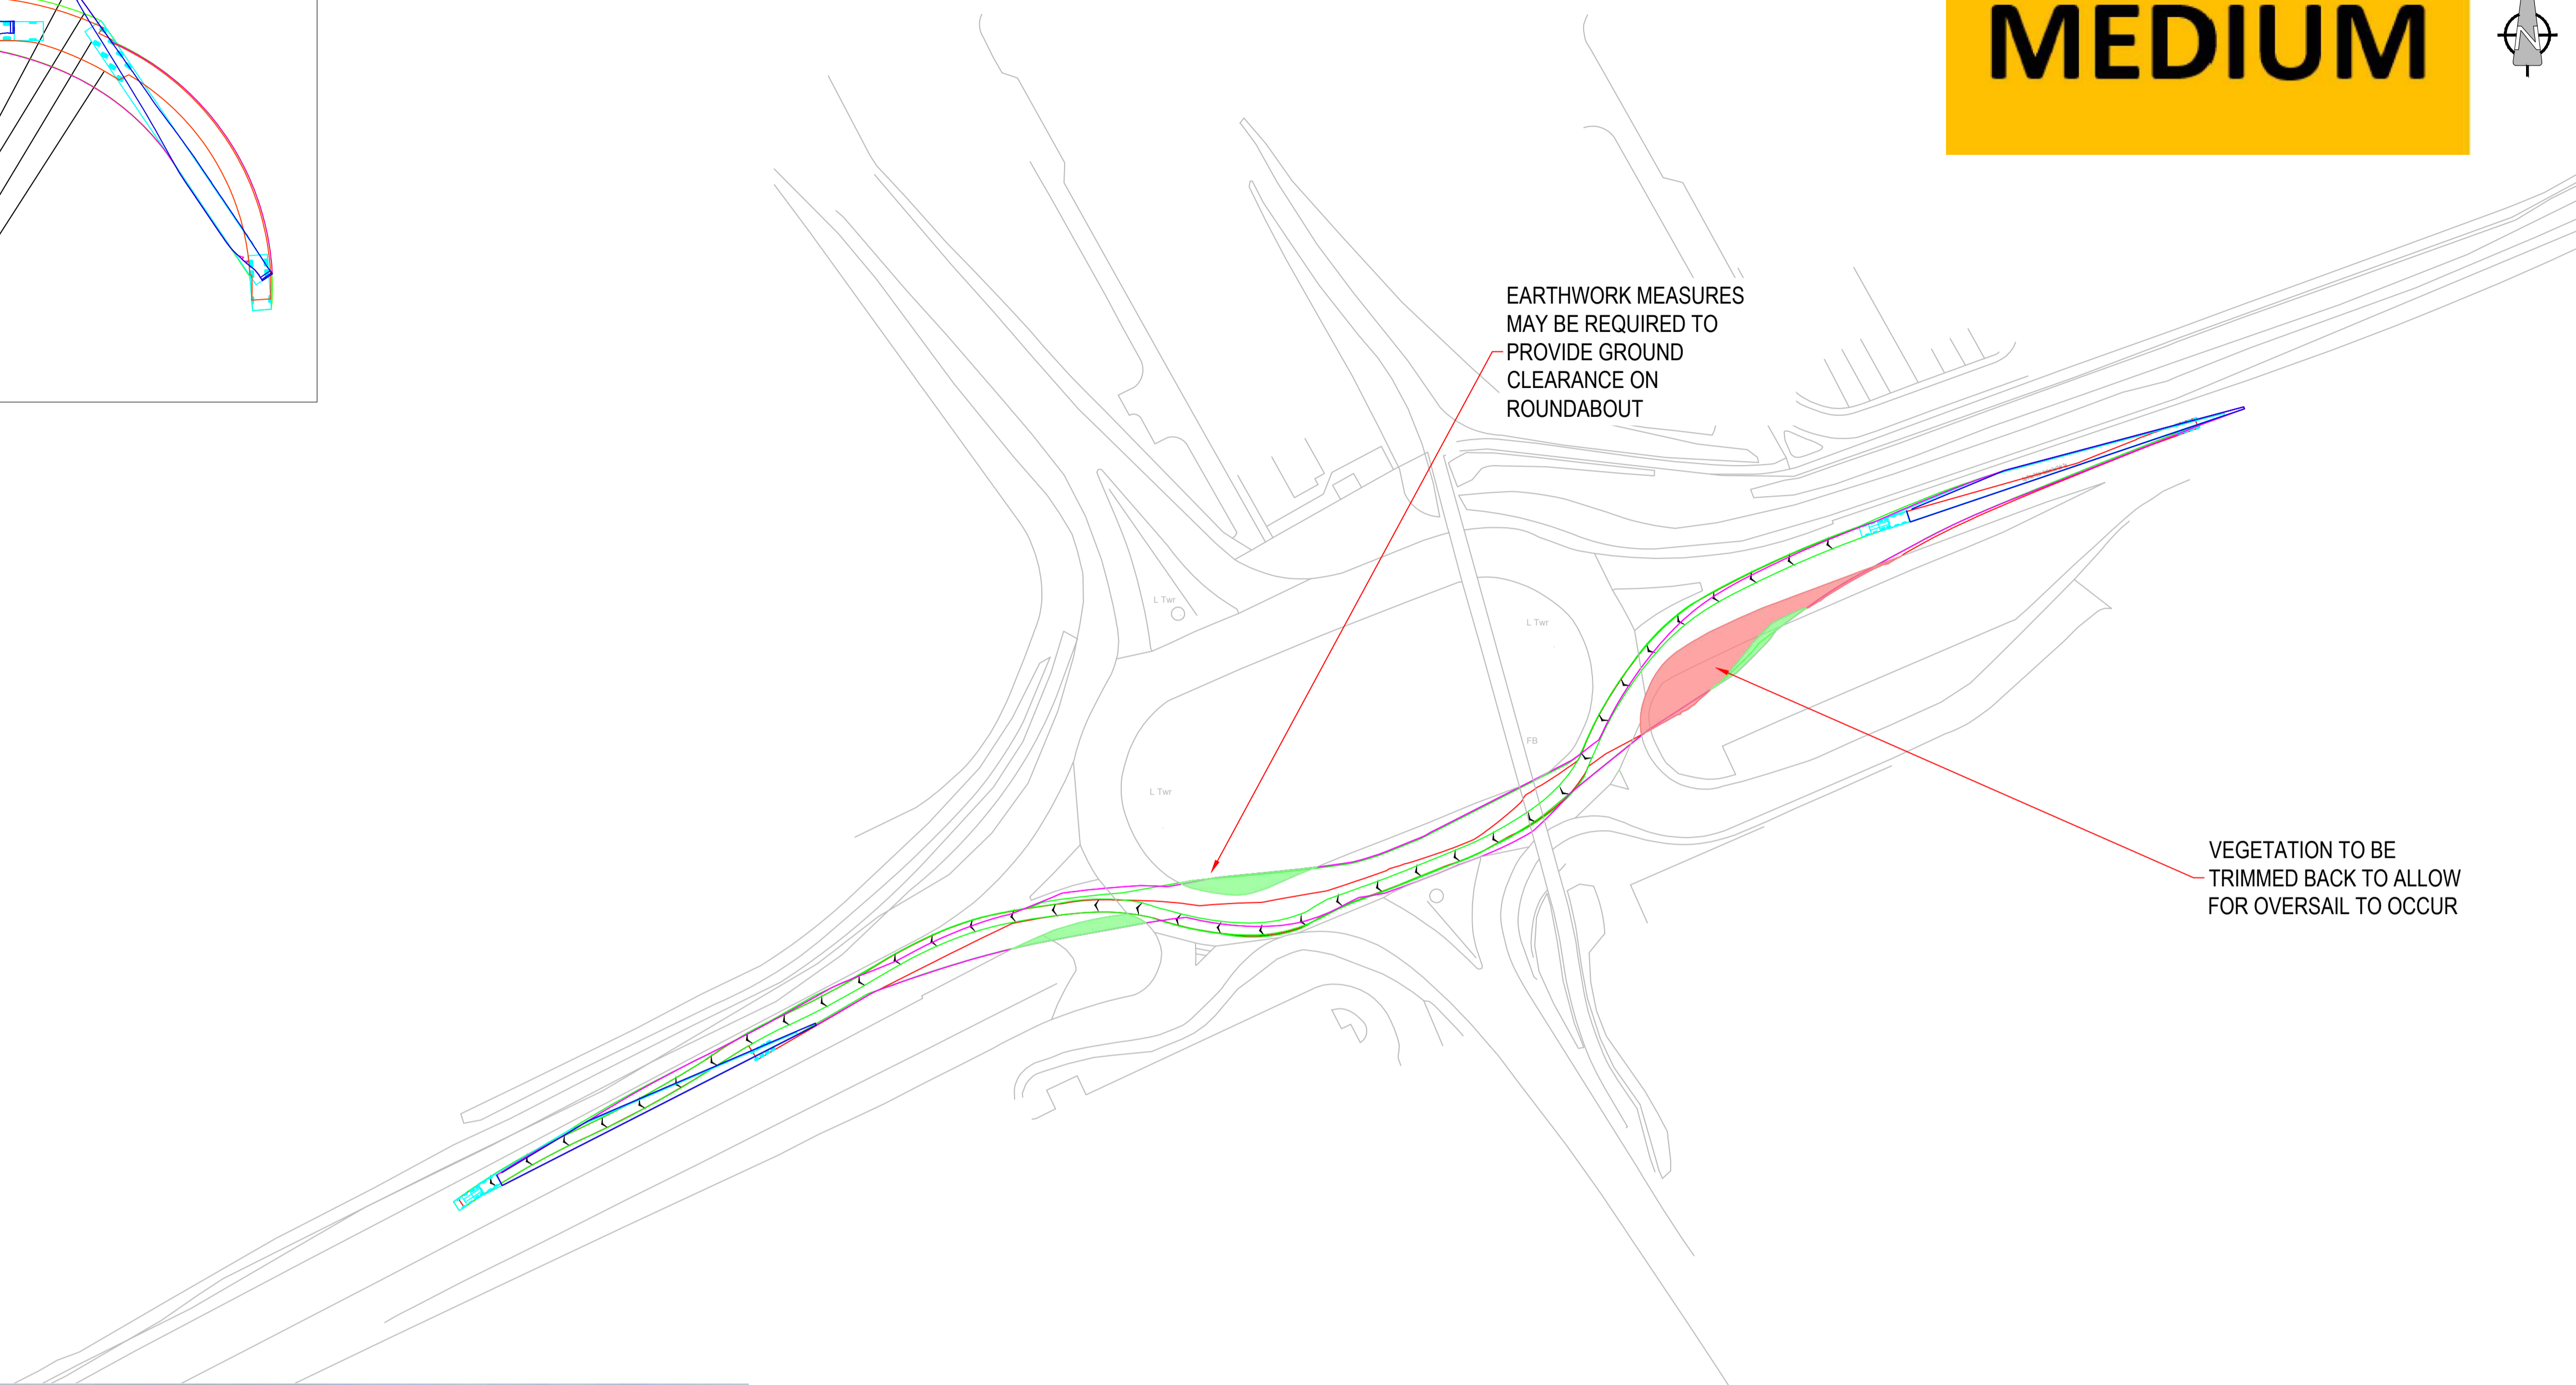 MEDIUM
N
EARTHWORK MEASURES
MAY BE REQUIRED TO
PROVIDE GROUND
CLEARANCE ON
ROUNDABOUT
L Twr
L Twr
FB
L Twr
VEGETATION TO BE
TRIMMED BACK TO ALLOW
FOR OVERSAIL TO OCCUR